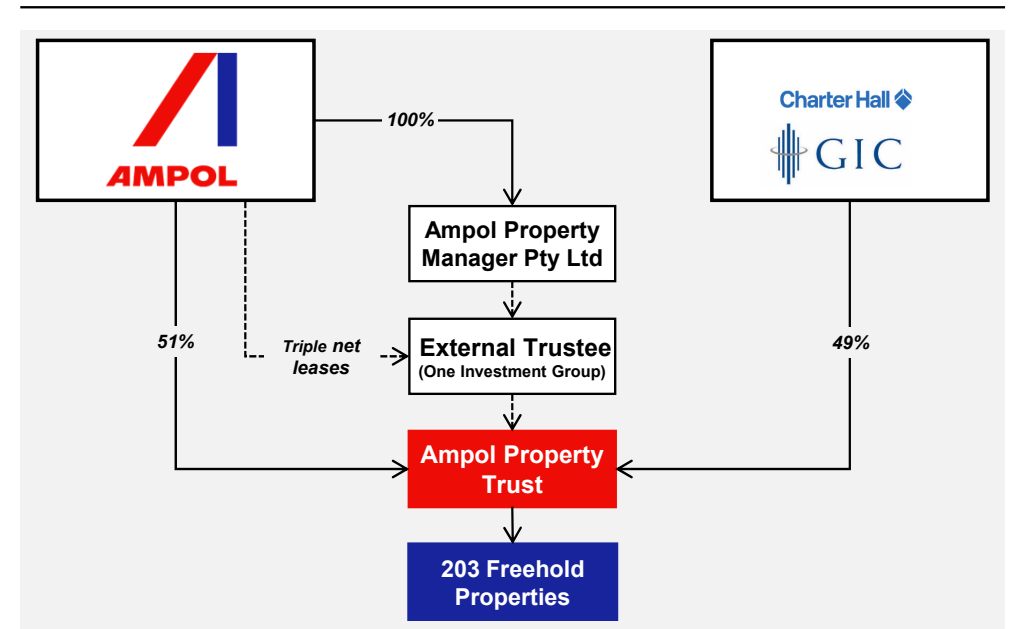 AMPOL
100%
Charter Hall
GIC
Ampol Property
Manager Pty Ltd
51%
Triple net
leases
External Trustee
(One Investment Group)
49%
Ampol Property
Trust
203 Freehold
Properties